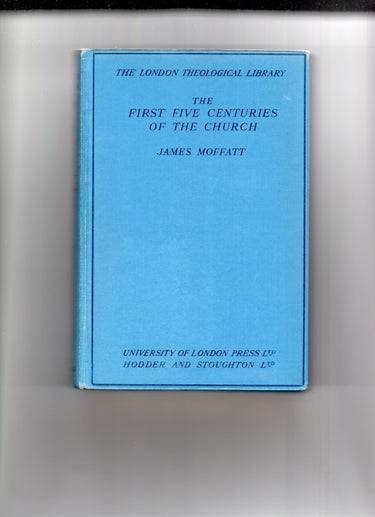 THE LONDON THEOLOGICAL LIBRARY
THE
FIRST FIVE CENTURIES
OF THE CHURCH
JAMES MOFFATT
UNIVERSITY OF LONDON PRESS LTD
HODDER AND STOUGHTON LTD